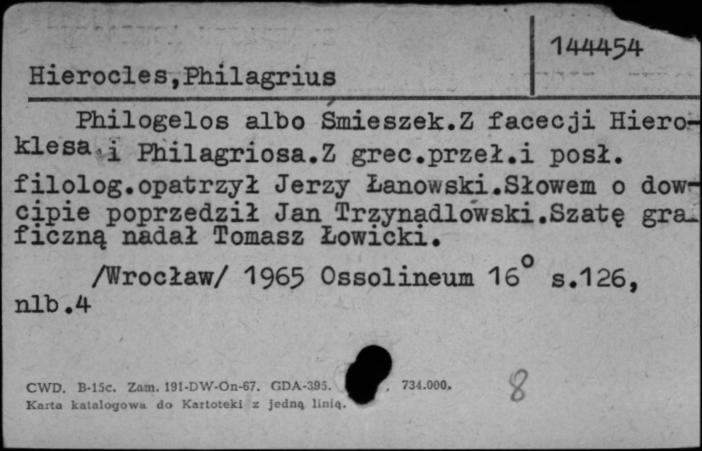 144454
Hierocles,Philagrius
Philogelos albo Śmieszek.Z facecji Hiero-
klesa i Philagriosa.Z grec.przeł.i posł.
filolog.opatrzył Jerzy Łanowski.Słowem o dow-
cipie poprzedził Jan Trzynadlowski.Szatę gra-
ficzną nadał Tomasz Łowicki.
/Wrocław/ 1965 Ossolineum 16° s.126,
nlb.4
CWD. B-15c. Zam. 191-DW-On-67. GDA-395. . 734.000.
Karta katalogowa do Kartoteki z jedną linią.
8